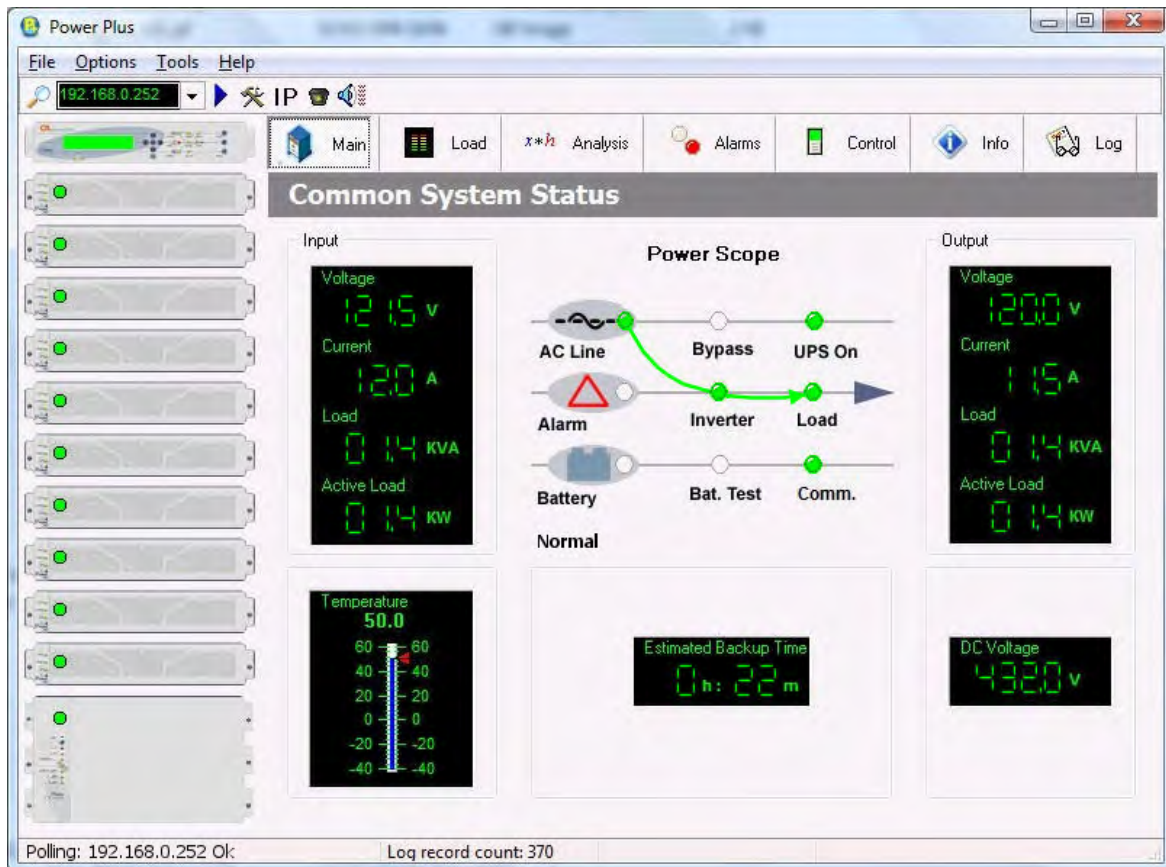 Power Plus
File Options Tools Help
192.168.0.252 IP
Main Load x*h Analysis Alarms Control Info Log
Common System Status
Input
Voltage
121.5 V
Current
12.0 A
Load
01.4 KVA
Active Load
01.4 KW
Power Scope
AC Line Bypass UPS On
Alarm Inverter Load
Battery Bat. Test Comm.
Normal
Output
Voltage
120.0 V
Current
11.5 A
Load
01.4 KVA
Active Load
01.4 KW
Temperature
50.0
60 60
40 40
20 20
0 0
-20 -20
-40 -40
Estimated Backup Time
0 h: 22 m
DC Voltage
432.0 V
Polling: 192.168.0.252 Ok Log record count: 370